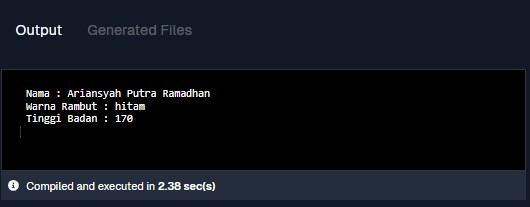 Output Generated Files
Nama : Ariansyah Putra Ramadhan
Warna Rambut : hitam
Tinggi Badan : 170
Compiled and executed in 2.38 sec(s)